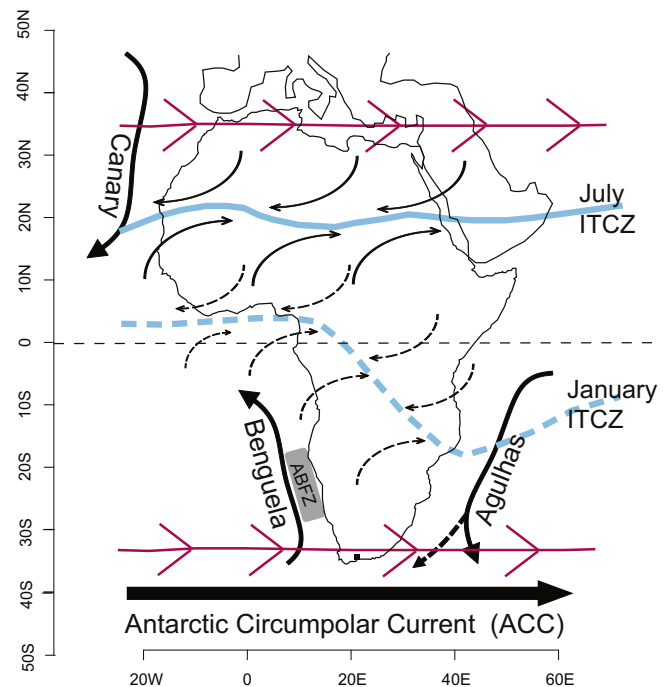 50N
40N
30N
20N
10N
0
10S
20S
30S
40S
50S
Canary
July
ITCZ
January
ITCZ
Benguela
ABFZ
Agulhas
Antarctic Circumpolar Current (ACC)
20W
0
20E
40E
60E